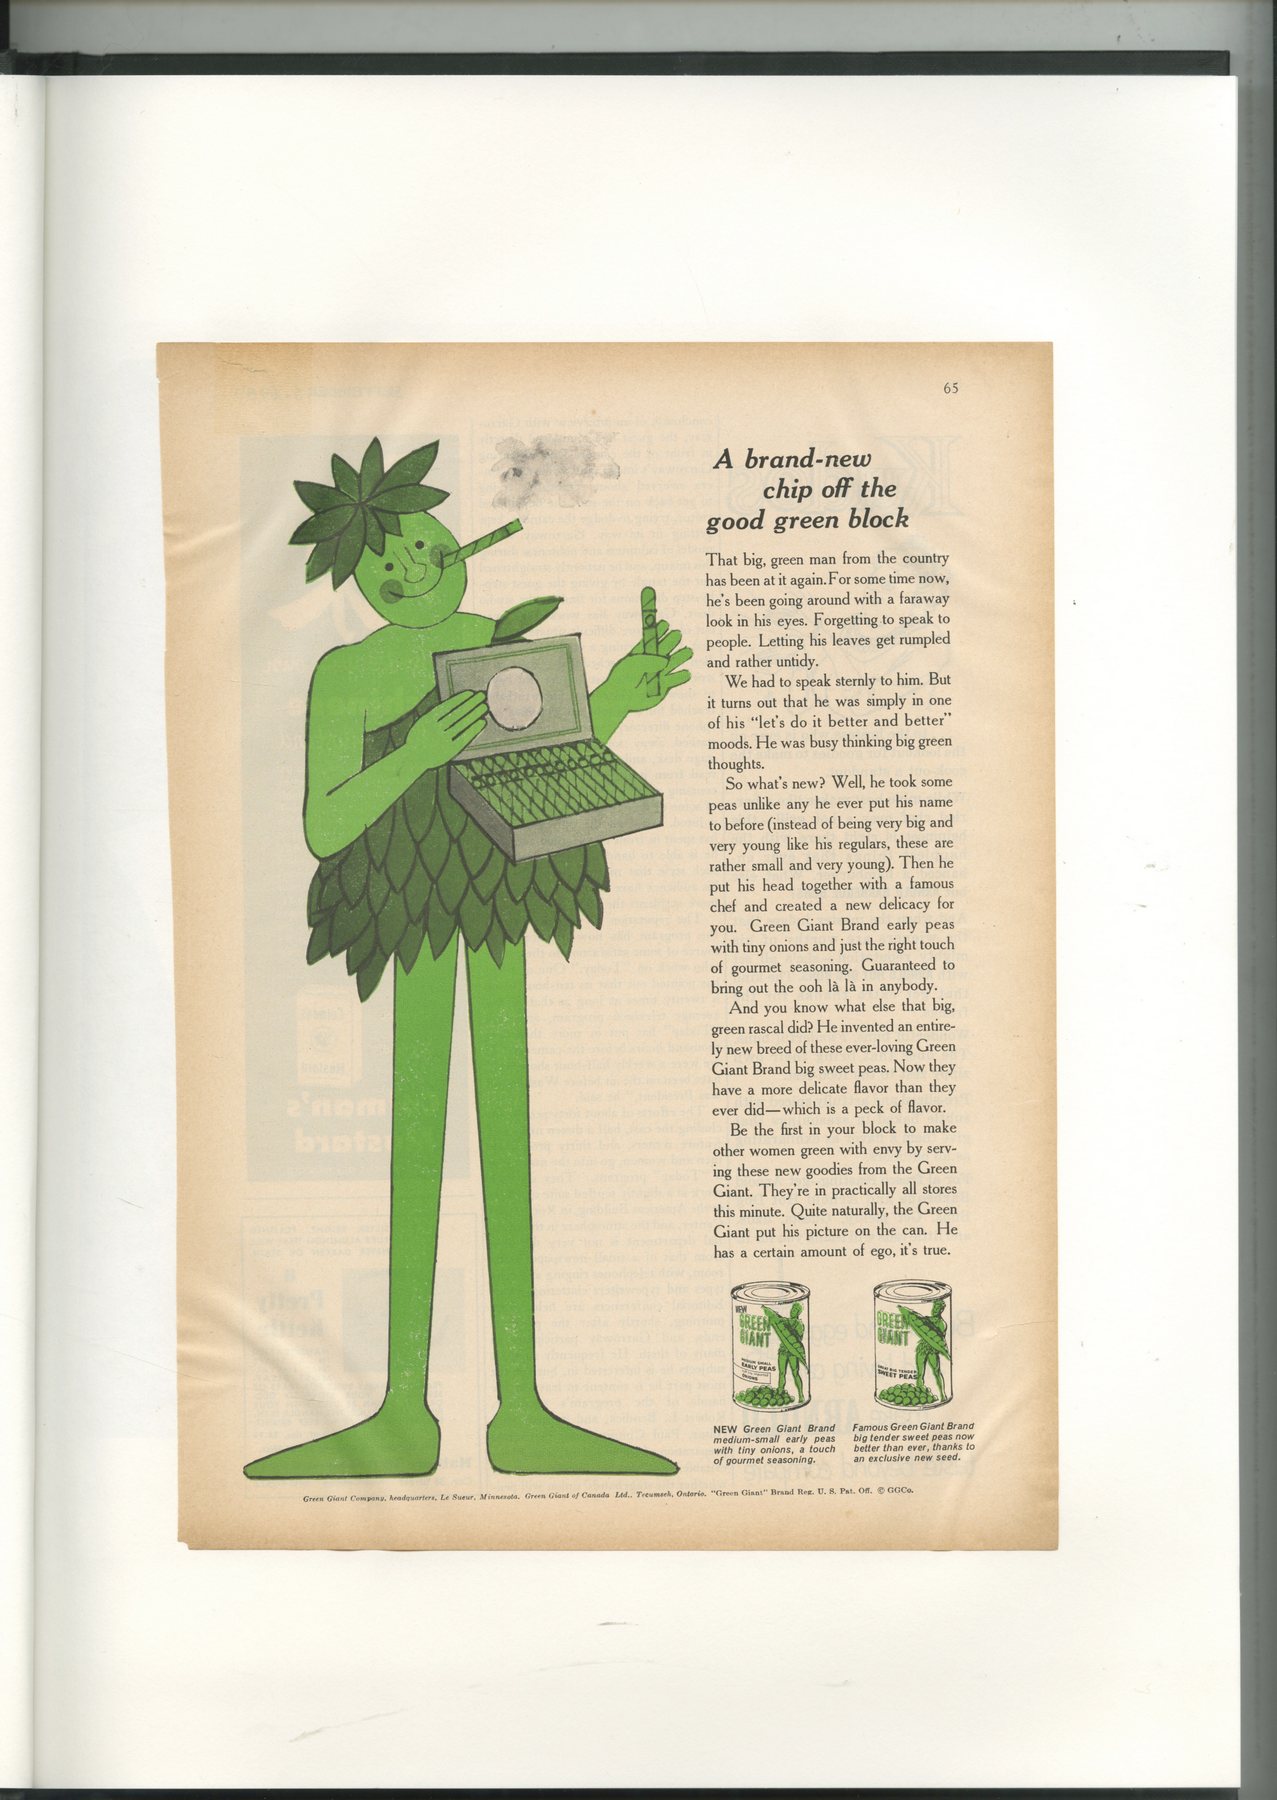 65
A brand-new
chip off the
good green block
That big, green man from the country
has been at it again. For some time now,
he's been going around with a faraway
look in his eyes. Forgetting to speak to
people. Letting his leaves get rumpled
and rather untidy.
We had to speak sternly to him. But
it turns out that he was simply in one
of his "let's do it better and better"
moods. He was busy thinking big green
thoughts.
So what's new? Well, he took some
peas unlike any he ever put his name
to before (instead of being very big and
very young like his regulars, these are
rather small and very young). Then he
put his head together with a famous
chef and created a new delicacy for
you. Green Giant Brand early peas
with tiny onions and just the right touch
of gourmet seasoning. Guaranteed to
bring out the ooh là là in anybody.
And you know what else that big,
green rascal did? He invented an entire-
ly new breed of these ever-loving Green
Giant Brand big sweet peas. Now they
have a more delicate flavor than they
ever did—which is a peck of flavor.
Be the first in your block to make
other women green with envy by serv-
ing these new goodies from the Green
Giant. They're in practically all stores
this minute. Quite naturally, the Green
Giant put his picture on the can. He
has a certain amount of ego, it's true.
NEW
GREEN
GIANT
MEDIUM SMALL
EARLY PEAS
ONIONS
GREEN
GIANT
GREAT BIG TENDER
SWEET PEAS
NEW Green Giant Brand
medium-small early peas
with tiny onions, a touch
of gourmet seasoning.
Famous Green Giant Brand
big tender sweet peas now
better than ever, thanks to
an exclusive new seed.
Green Giant Company, headquarters, Le Sueur, Minnesota. Green Giant of Canada Ltd., Tecumseh, Ontario. "Green Giant" Brand Reg. U. S. Pat. Off. © GGCo.